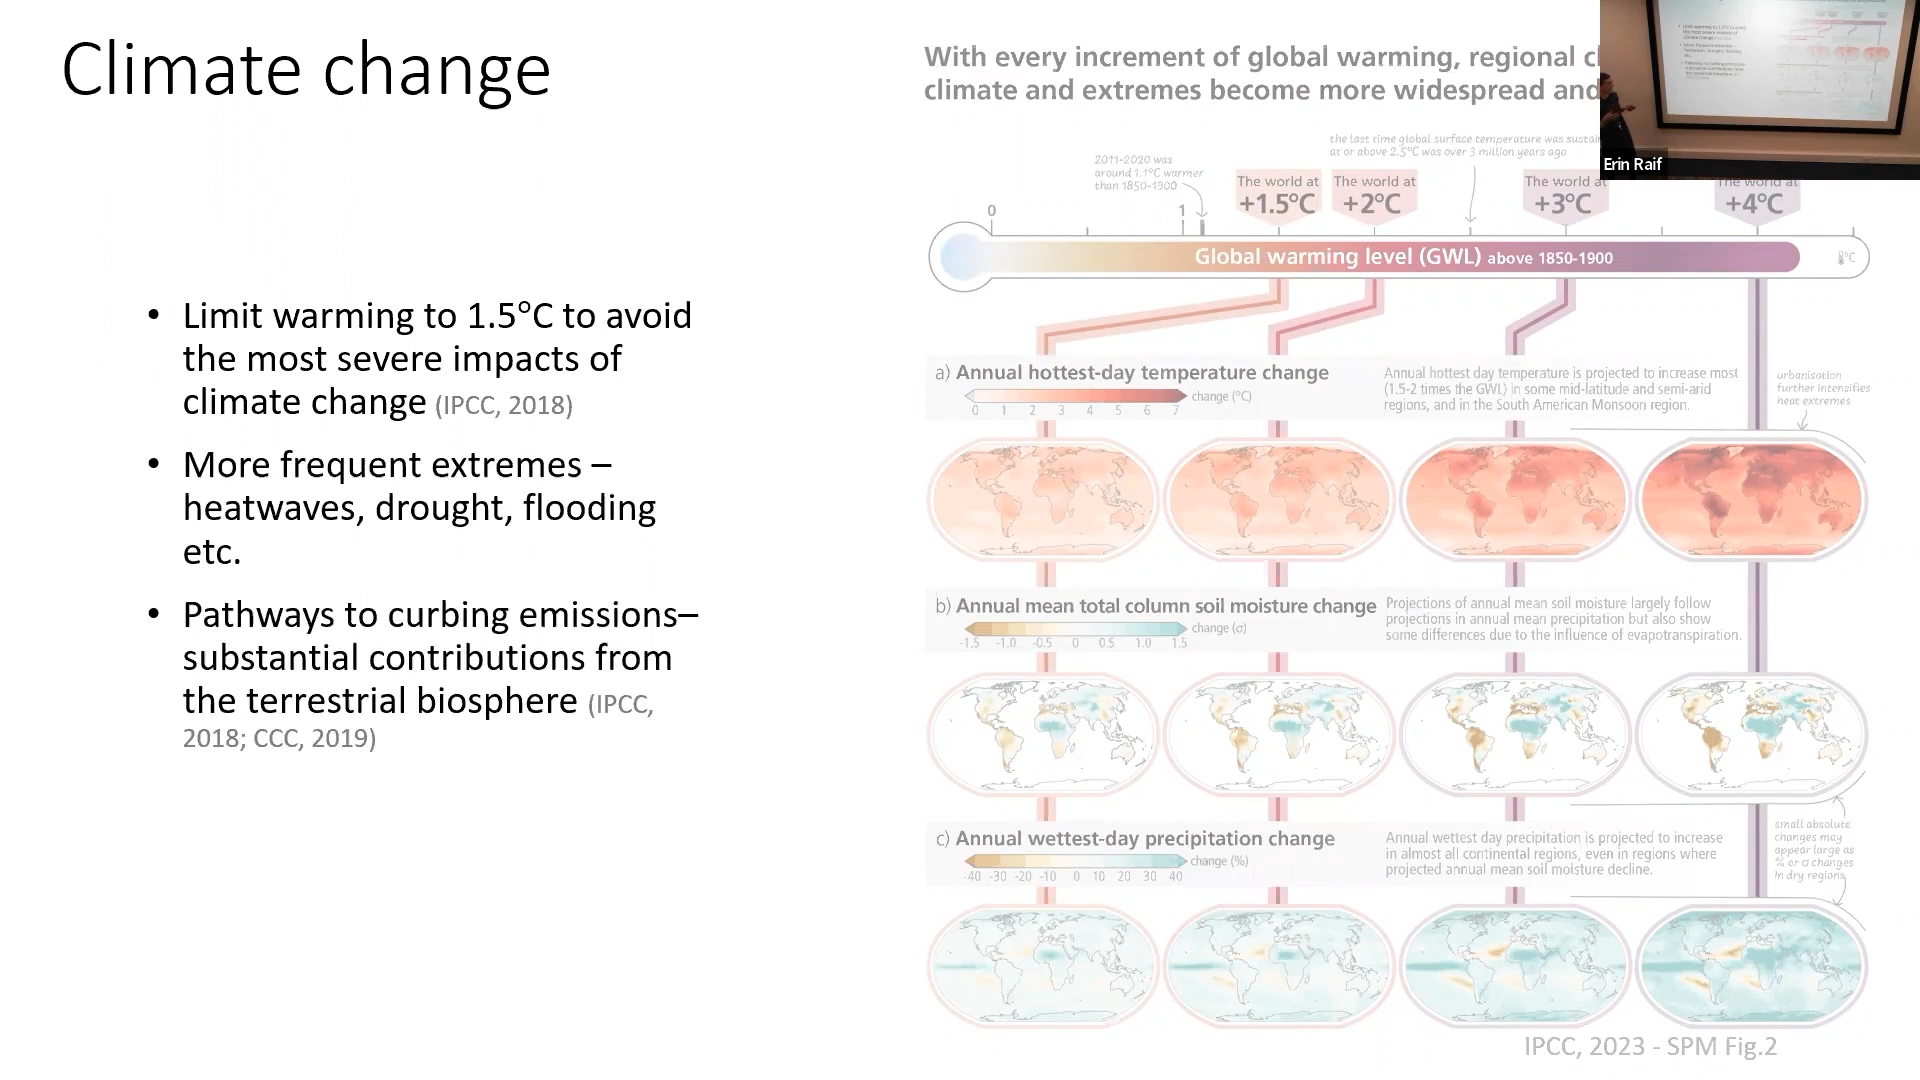 Climate change
• Limit warming to 1.5°C to avoid
the most severe impacts of
climate change (IPCC, 2018)
• More frequent extremes –
heatwaves, drought, flooding
etc.
• Pathways to curbing emissions–
substantial contributions from
the terrestrial biosphere (IPCC,
2018; CCC, 2019)
With every increment of global warming, regional
climate and extremes become more widespread and
Erin Raif
the last time global surface temperature was
at or above 2.5°C was over 3 million years ago
2011-2020 was
around 1.1°C warmer
than 1850-1900
The world at
+1.5°C
The world at
+2°C
The world at
+3°C
The world at
+4°C
0
1
Global warming level (GWL) above 1850-1900
°C
a) Annual hottest-day temperature change
0 1 2 3 4 5 6 7
change (°C)
Annual hottest day temperature is projected to increase most
(1.5-2 times the GWL) in some mid-latitude and semi-arid
regions, and in the South American Monsoon region.
urbanisation
further intensifies
heat extremes
b) Annual mean total column soil moisture change
-1.5 -1.0 -0.5 0 0.5 1.0 1.5
change (σ)
Projections of annual mean soil moisture largely follow
projections in annual mean precipitation but also show
some differences due to the influence of evapotranspiration.
c) Annual wettest-day precipitation change
-40 -30 -20 -10 0 10 20 30 40
change (%)
Annual wettest day precipitation is projected to increase
in almost all continental regions, even in regions where
projected annual mean soil moisture decline.
small absolute
changes may
appear large as
% or σ changes
in dry regions
IPCC, 2023 - SPM Fig.2